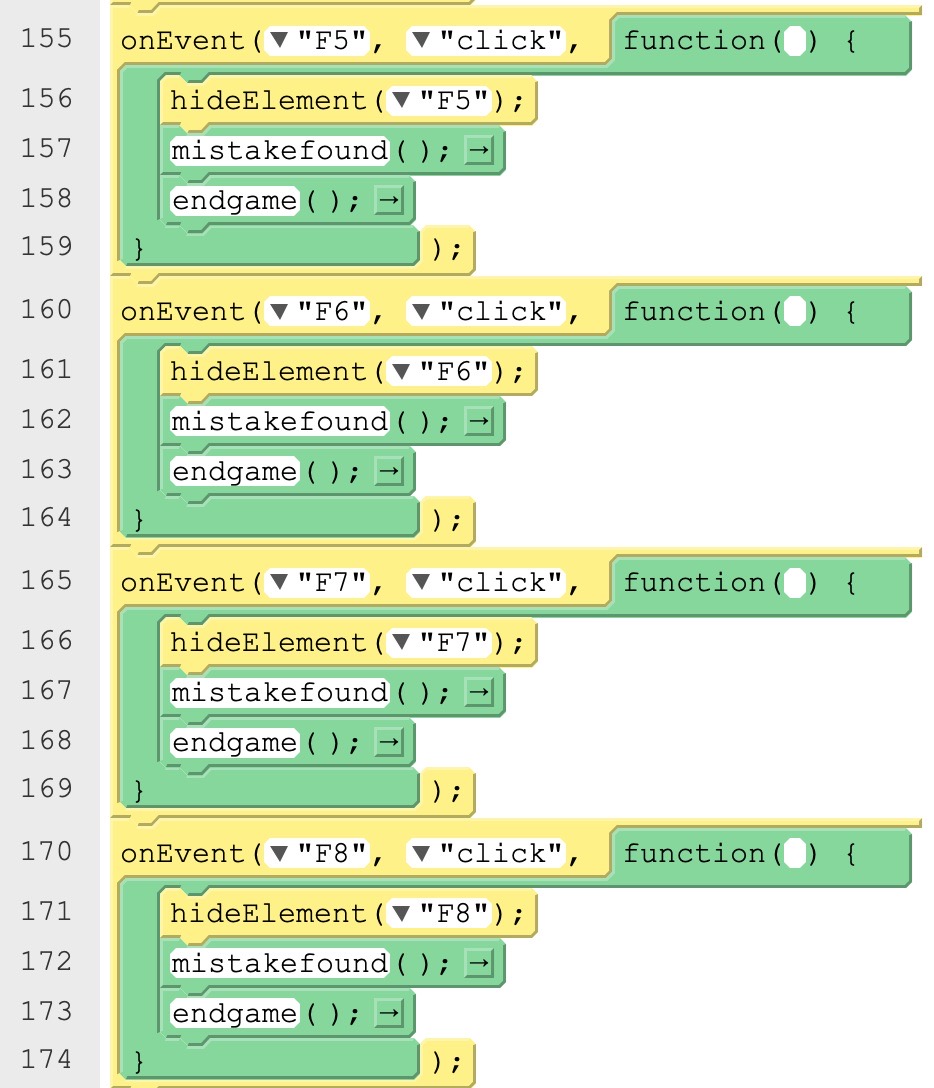 155 onEvent(▼"F5", ▼"click", function( ) {
156 hideElement(▼"F5");
157 mistakefound(); →
158 endgame(); →
159 } );
160 onEvent(▼"F6", ▼"click", function( ) {
161 hideElement(▼"F6");
162 mistakefound(); →
163 endgame(); →
164 } );
165 onEvent(▼"F7", ▼"click", function( ) {
166 hideElement(▼"F7");
167 mistakefound(); →
168 endgame(); →
169 } );
170 onEvent(▼"F8", ▼"click", function( ) {
171 hideElement(▼"F8");
172 mistakefound(); →
173 endgame(); →
174 } );